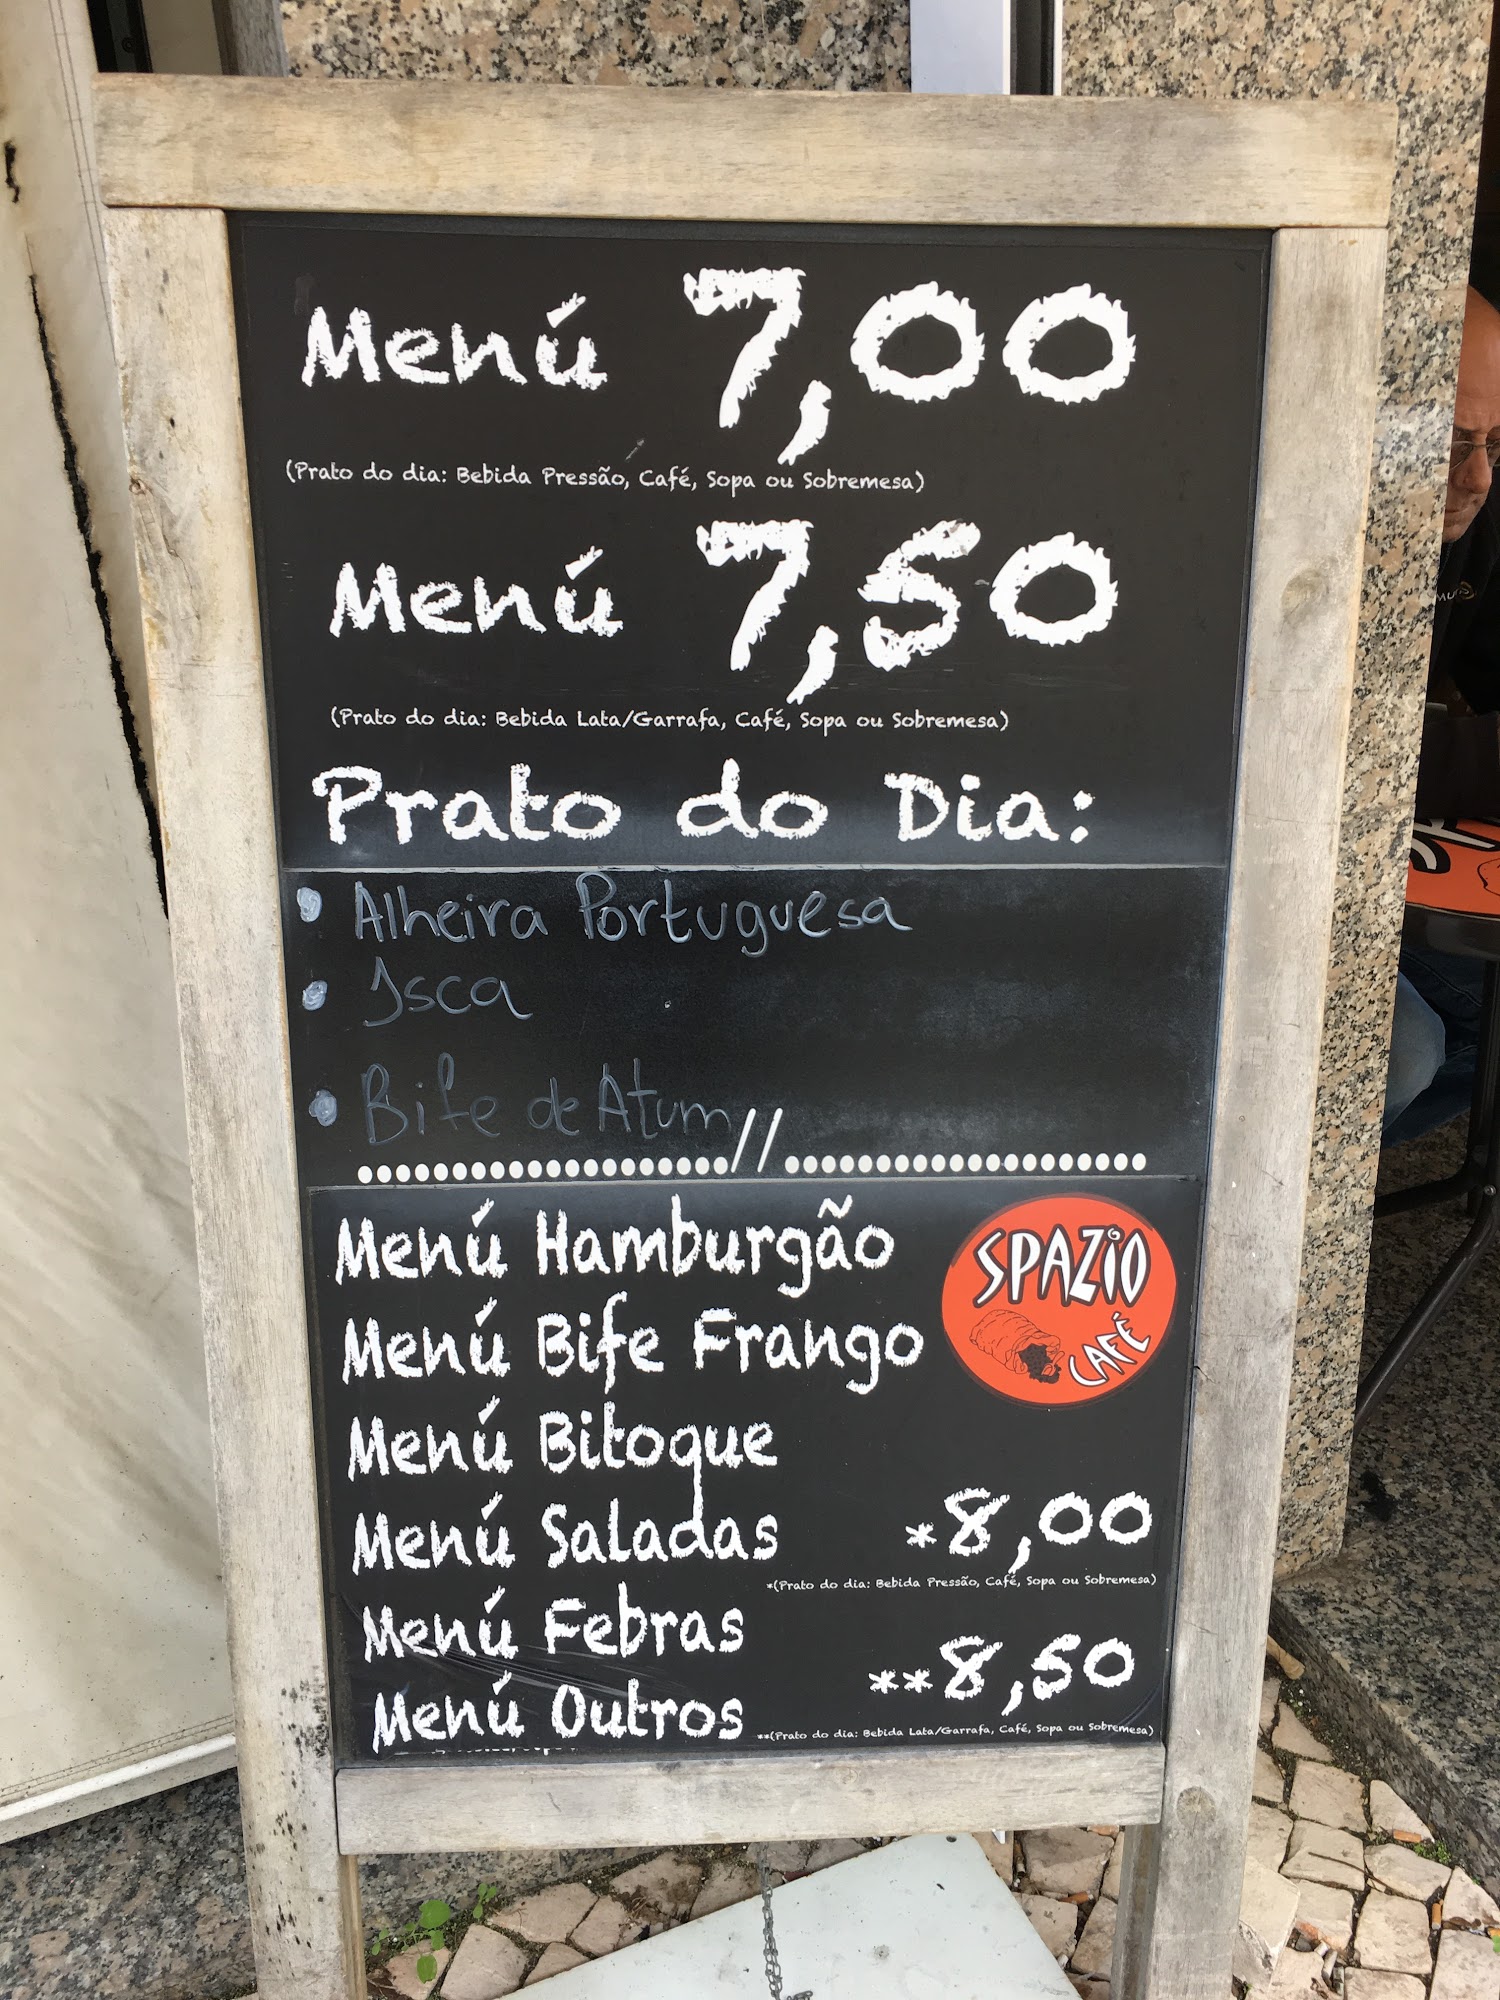 Menú 7,00
(Prato do dia: Bebida Pressão, Café, Sopa ou Sobremesa)
Menú 7,50
(Prato do dia: Bebida Lata/Garrafa, Café, Sopa ou Sobremesa)
Prato do Dia:
• Alheira Portuguesa
• Isca
• Bife de Atum
//
Menú Hamburgão
Menú Bife Frango
Menú Bitoque
Menú Saladas
Menú Febras
Menú Outros
SPAZIO
CAFÉ
*8,00
*(Prato do dia: Bebida Pressão, Café, Sopa ou Sobremesa)
**8,50
**(Prato do dia: Bebida Lata/Garrafa, Café, Sopa ou Sobremesa)